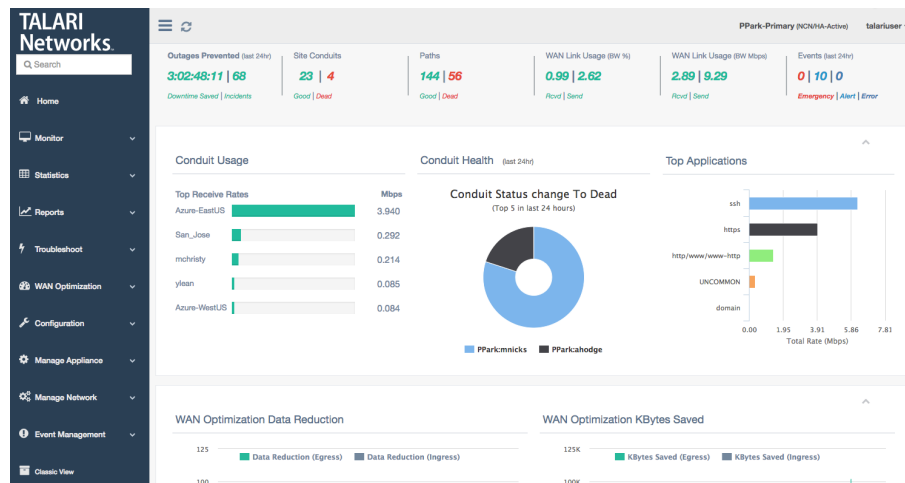 TALARI
Networks.
Search
Home
Monitor
Statistics
Reports
Troubleshoot
WAN Optimization
Configuration
Manage Appliance
Manage Network
Event Management
Classic View
PPark-Primary (NCN/HA-Active) talariuser
Outages Prevented (last 24hr)
3:02:48:11 | 68
Downtime Saved | Incidents
Site Conduits
23 | 4
Good | Dead
Paths
144 | 56
Good | Dead
WAN Link Usage (BW %)
0.99 | 2.62
Rcvd | Send
WAN Link Usage (BW Mbps)
2.89 | 9.29
Rcvd | Send
Events (last 24hr)
0 | 10 | 0
Emergency | Alert | Error
Conduit Usage
Top Receive Rates Mbps
Azure-EastUS 3.940
San_Jose 0.292
mchristy 0.214
ylean 0.085
Azure-WestUS 0.084
Conduit Health (last 24hr)
Conduit Status change To Dead
(Top 5 in last 24 hours)
PPark:mnicks PPark:ahodge
Top Applications
ssh
https
http/www/www-http
UNCOMMON
domain
0.00 1.95 3.91 5.86 7.81
Total Rate (Mbps)
WAN Optimization Data Reduction
125
Data Reduction (Egress) Data Reduction (Ingress)
100
WAN Optimization KBytes Saved
125K
KBytes Saved (Egress) KBytes Saved (Ingress)
100K